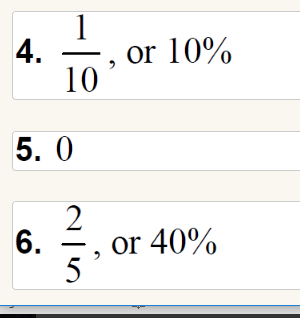 4. 1/10, or 10%
5. 0
6. 2/5, or 40%